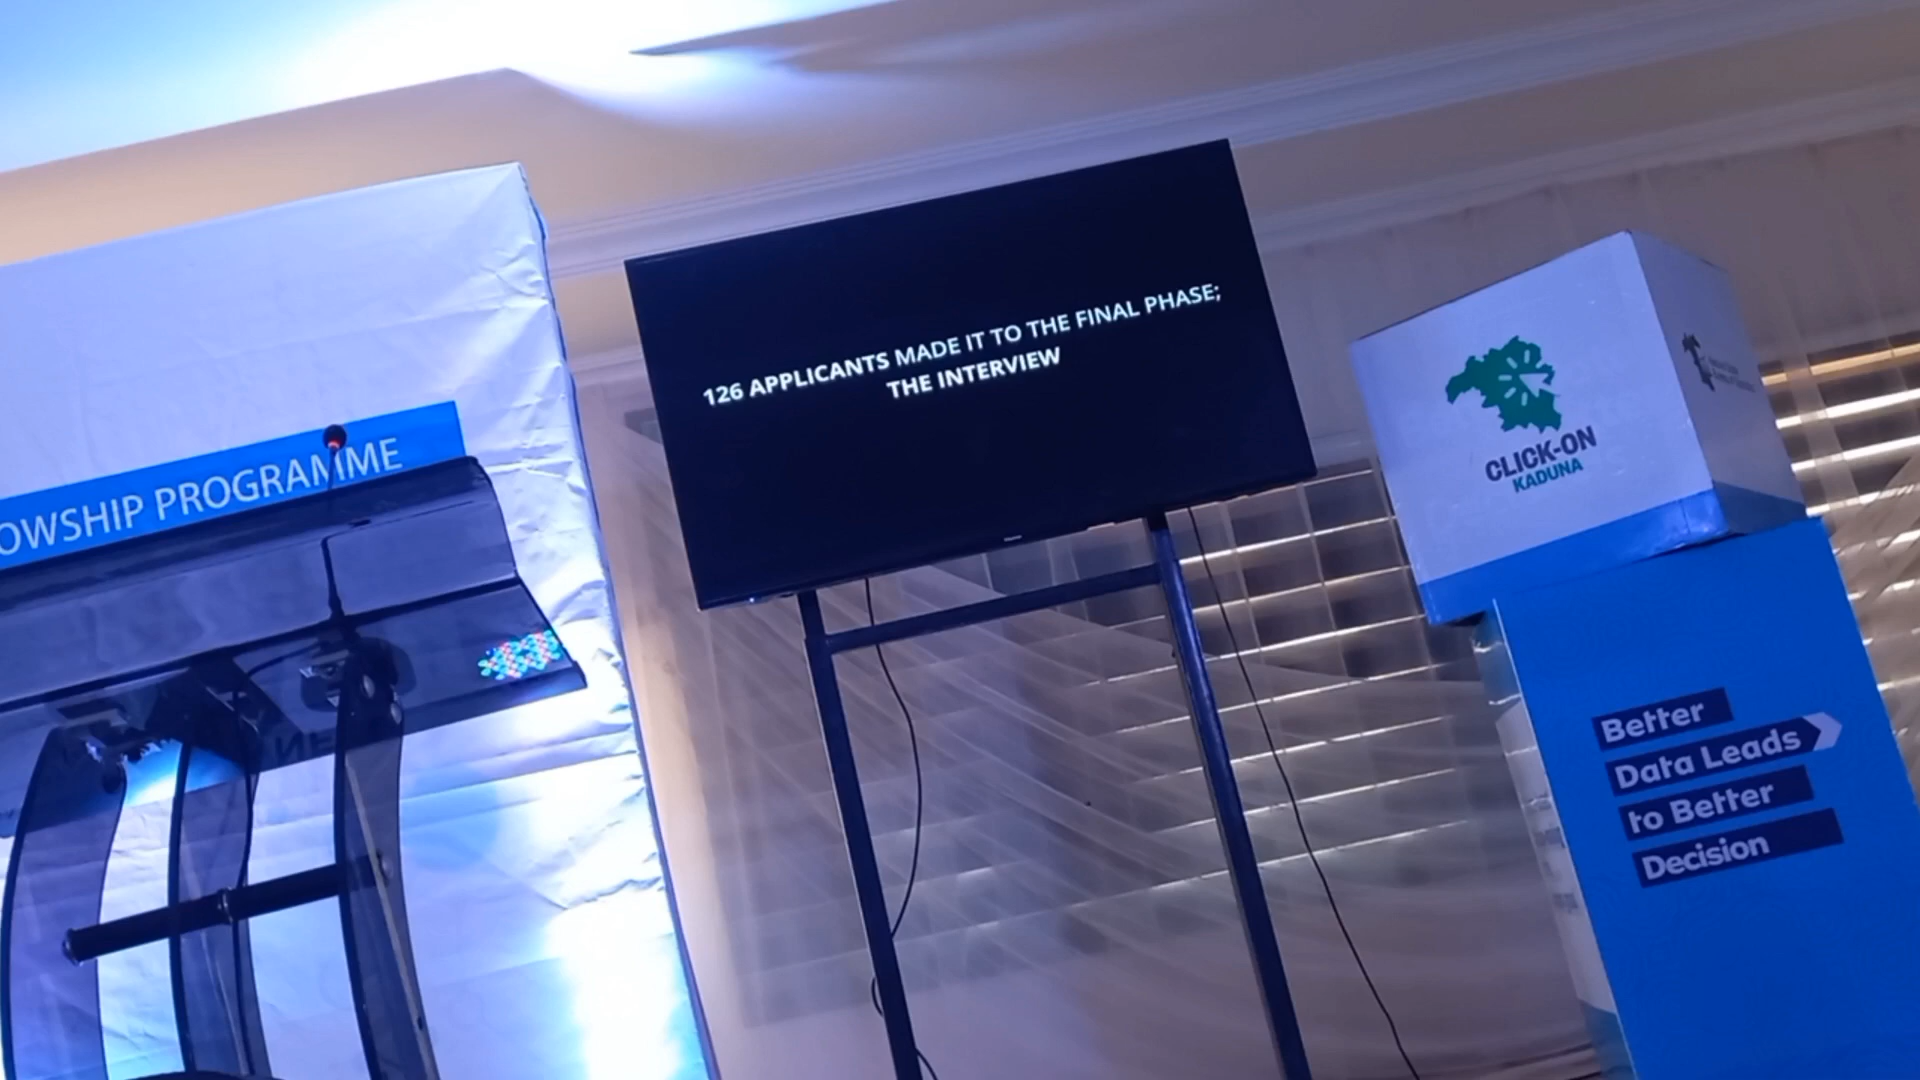 OWSHIP PROGRAMME
126 APPLICANTS MADE IT TO THE FINAL PHASE;
THE INTERVIEW
CLICK-ON
KADUNA
Better
Data Leads
to Better
Decision